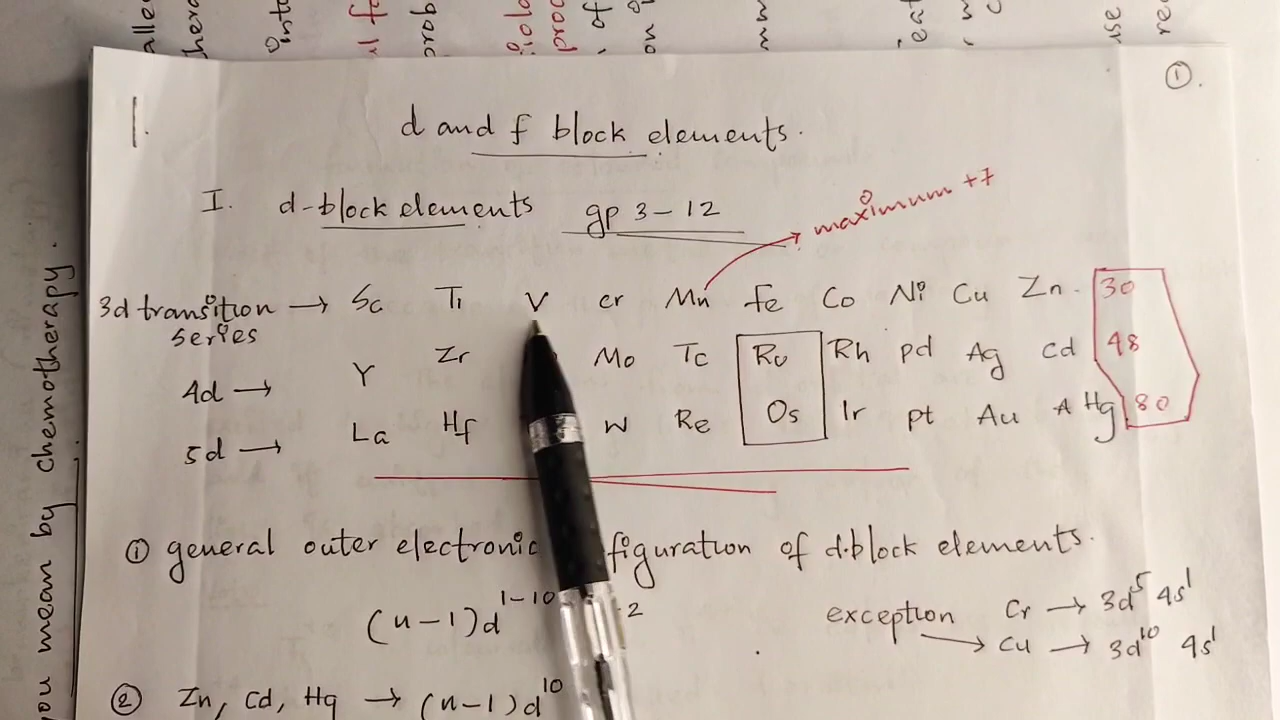 ①.
1.
d and f block elements.
I. d-block elements gp 3-12
maximum +7
3d transition series → Sc Ti V Cr Mn Fe Co Ni Cu Zn. 30
4d → Y Zr Mo Tc Ru Rh pd Ag Cd 48
5d → La Hf W Re Os Ir pt Au A Hg 80
① general outer electronic figuration of d.block elements.
(n-1)d 1-10 2
exception Cr → 3d5 4s1
→ Cu → 3d10 4s1
② Zn, Cd, Hg → (n-1)d10
you mean by chemotherapy.